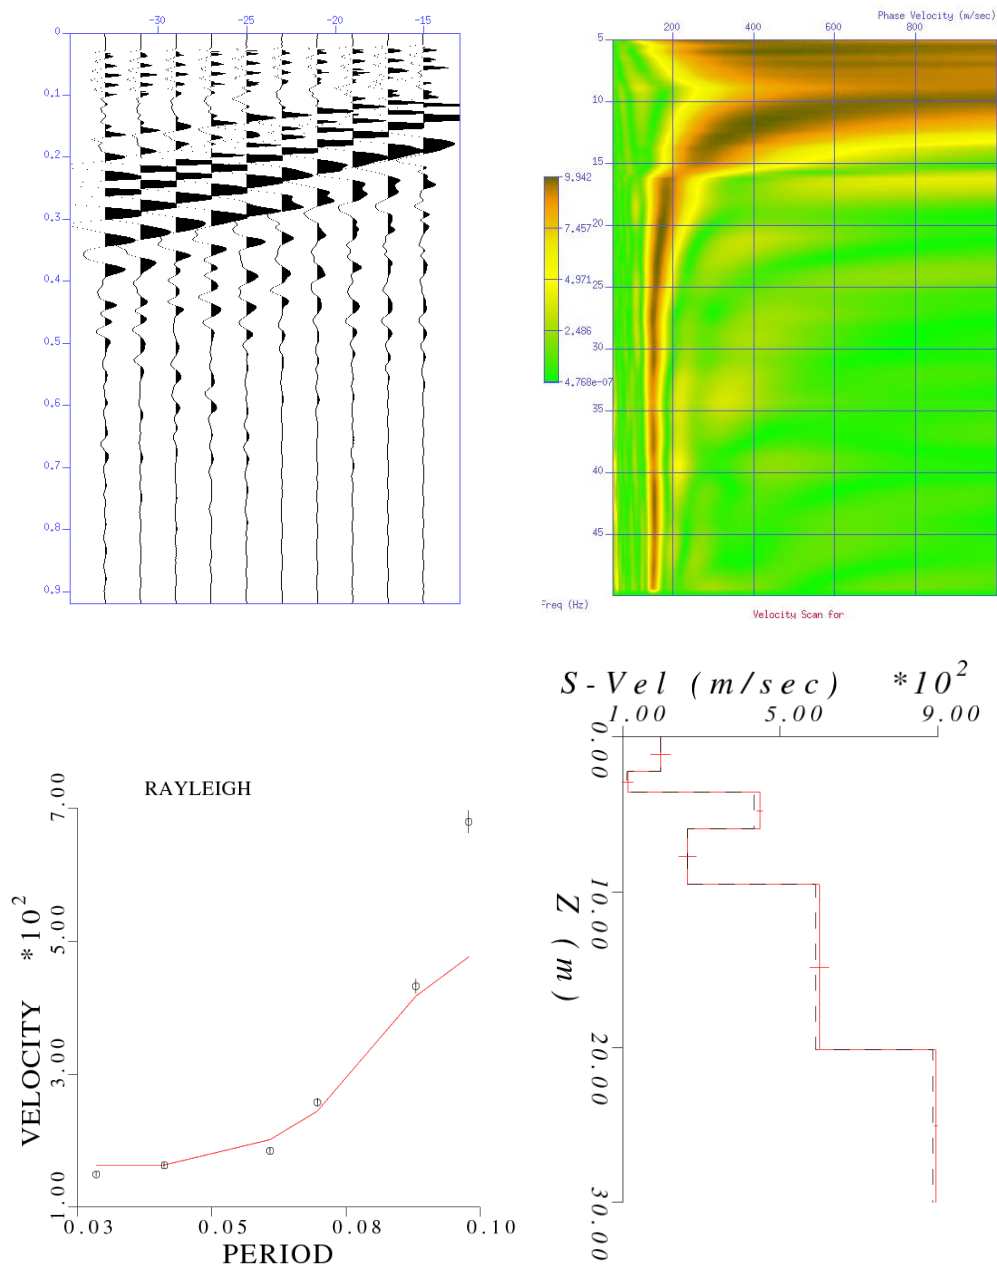 -30 -25 -20 -15
0
0.1
0.2
0.3
0.4
0.5
0.6
0.7
0.8
0.9
Phase Velocity (m/sec)
200 400 600 800
5
10
15
20
25
30
35
40
45
9.942
7.457
4.971
2.486
4.768e-07
Freq (Hz)
Velocity Scan for
RAYLEIGH
VELOCITY *10²
7.00
5.00
3.00
1.00
0.03 0.05 0.08 0.10
PERIOD
S-Vel (m/sec) *10²
1.00 5.00 9.00
0.00
10.00
20.00
30.00
Z (m)